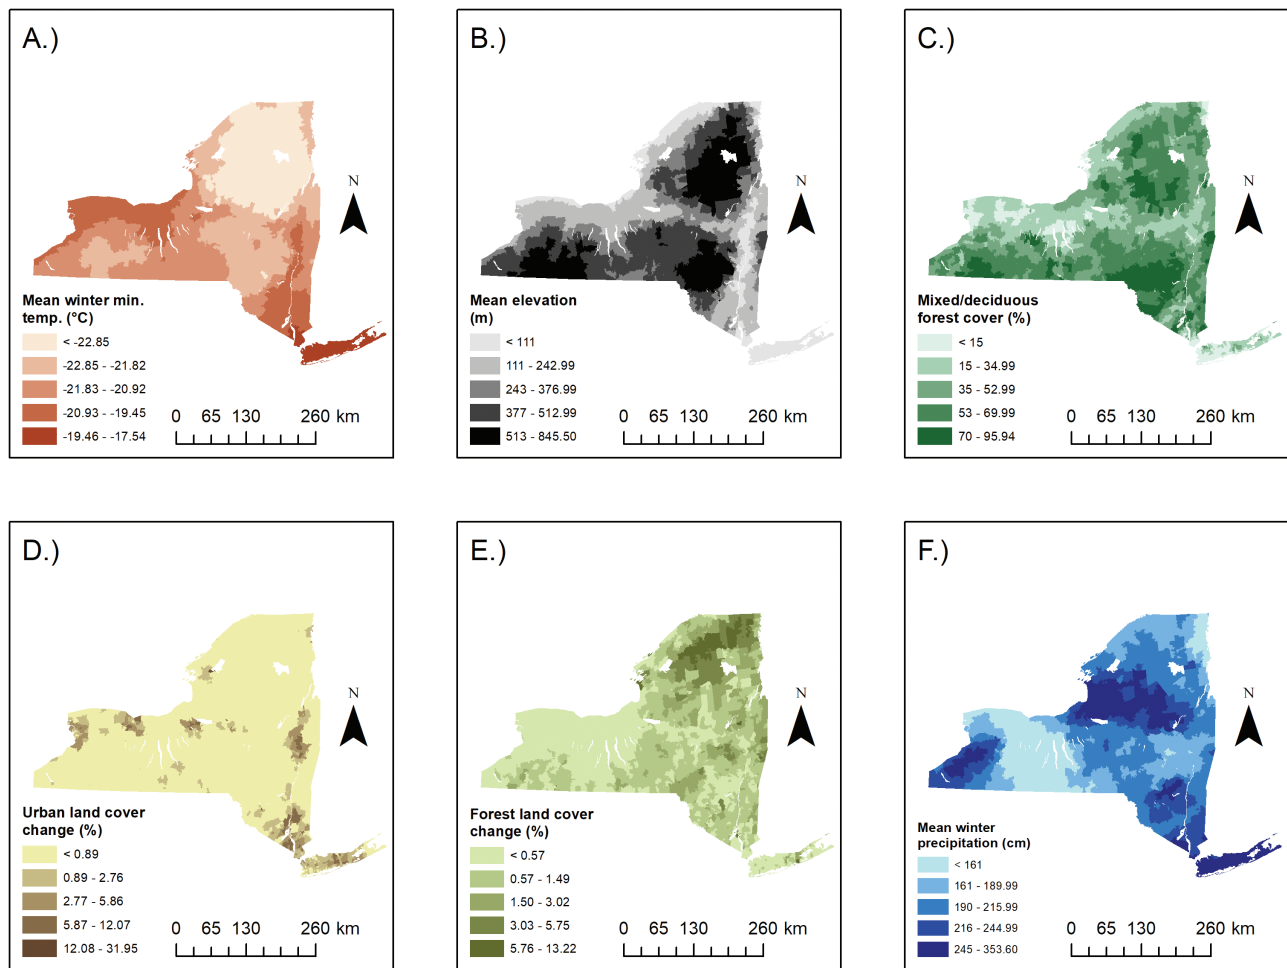 A.)
N
Mean winter min.
temp. (°C)
< -22.85
-22.85 - -21.82
-21.83 - -20.92
-20.93 - -19.45
-19.46 - -17.54
0 65 130 260 km
B.)
N
Mean elevation
(m)
< 111
111 - 242.99
243 - 376.99
377 - 512.99
513 - 845.50
0 65 130 260 km
C.)
N
Mixed/deciduous
forest cover (%)
< 15
15 - 34.99
35 - 52.99
53 - 69.99
70 - 95.94
0 65 130 260 km
D.)
N
Urban land cover
change (%)
< 0.89
0.89 - 2.76
2.77 - 5.86
5.87 - 12.07
12.08 - 31.95
0 65 130 260 km
E.)
N
Forest land cover
change (%)
< 0.57
0.57 - 1.49
1.50 - 3.02
3.03 - 5.75
5.76 - 13.22
0 65 130 260 km
F.)
N
Mean winter
precipitation (cm)
< 161
161 - 189.99
190 - 215.99
216 - 244.99
245 - 353.60
0 65 130 260 km